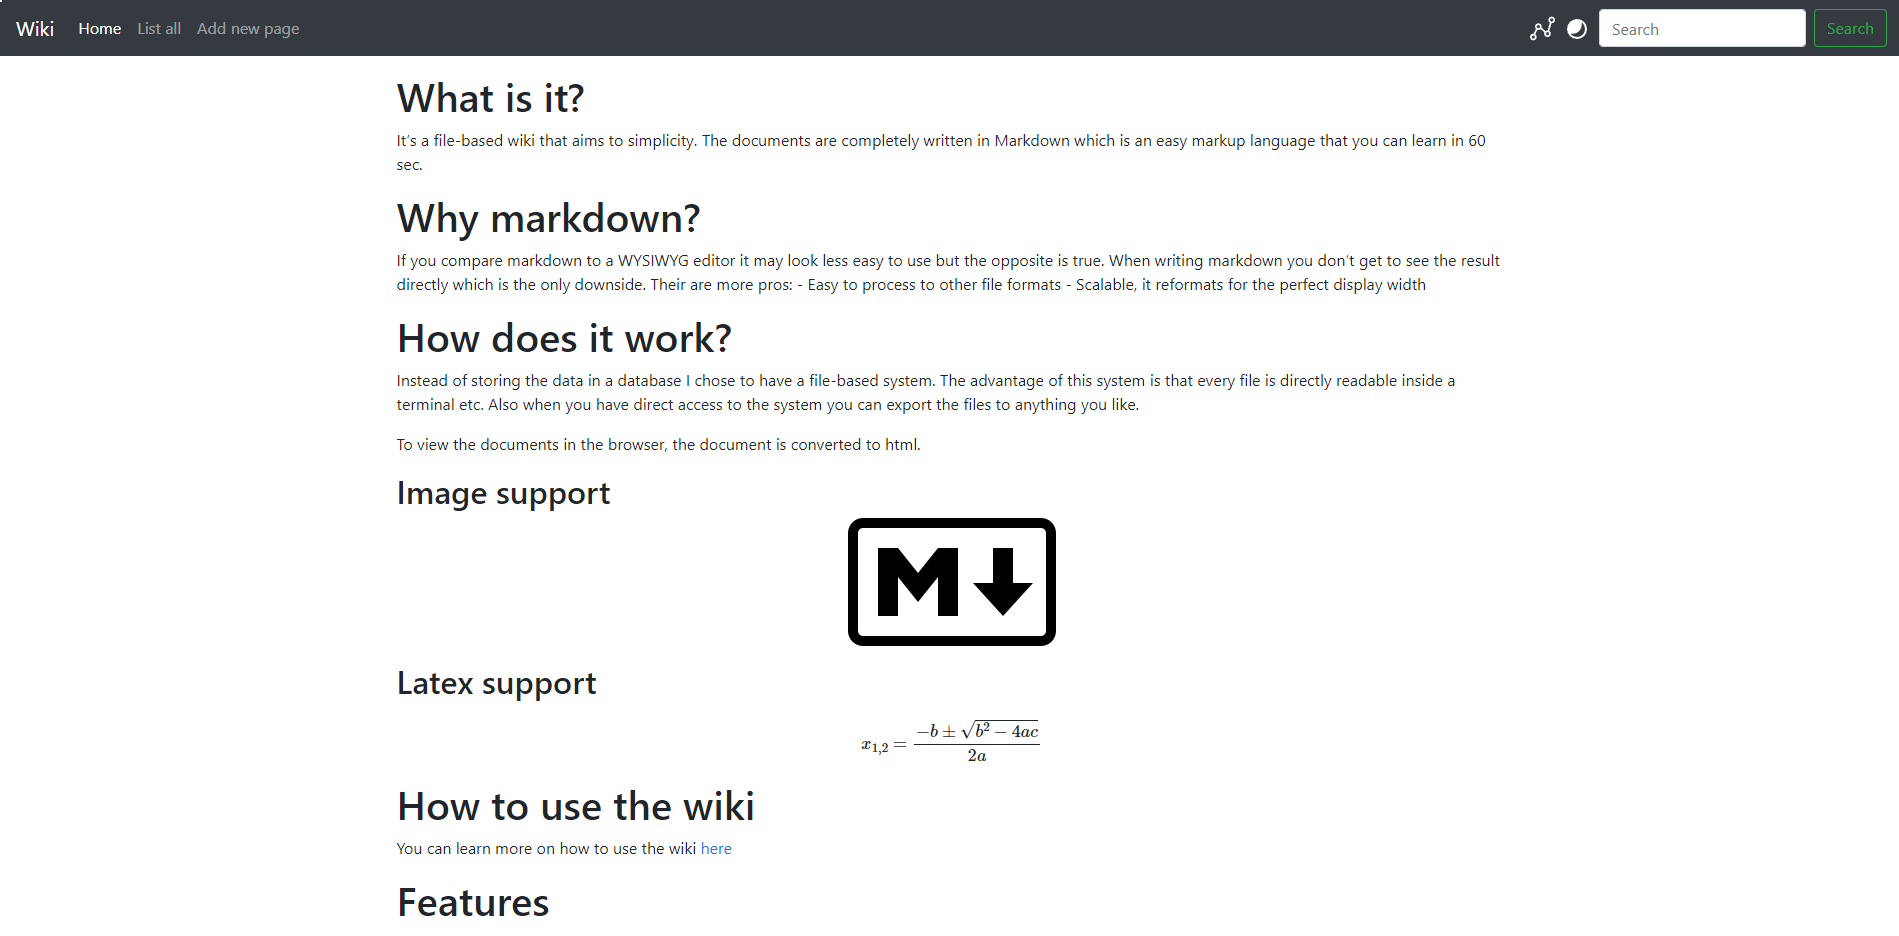 Wiki Home List all Add new page Search Search
What is it?
It's a file-based wiki that aims to simplicity. The documents are completely written in Markdown which is an easy markup language that you can learn in 60
sec.
Why markdown?
If you compare markdown to a WYSIWYG editor it may look less easy to use but the opposite is true. When writing markdown you don't get to see the result
directly which is the only downside. Their are more pros: - Easy to process to other file formats - Scalable, it reformats for the perfect display width
How does it work?
Instead of storing the data in a database I chose to have a file-based system. The advantage of this system is that every file is directly readable inside a
terminal etc. Also when you have direct access to the system you can export the files to anything you like.
To view the documents in the browser, the document is converted to html.
Image support
M
Latex support
x1,2 = (−b ± √(b² − 4ac)) / 2a
How to use the wiki
You can learn more on how to use the wiki here
Features